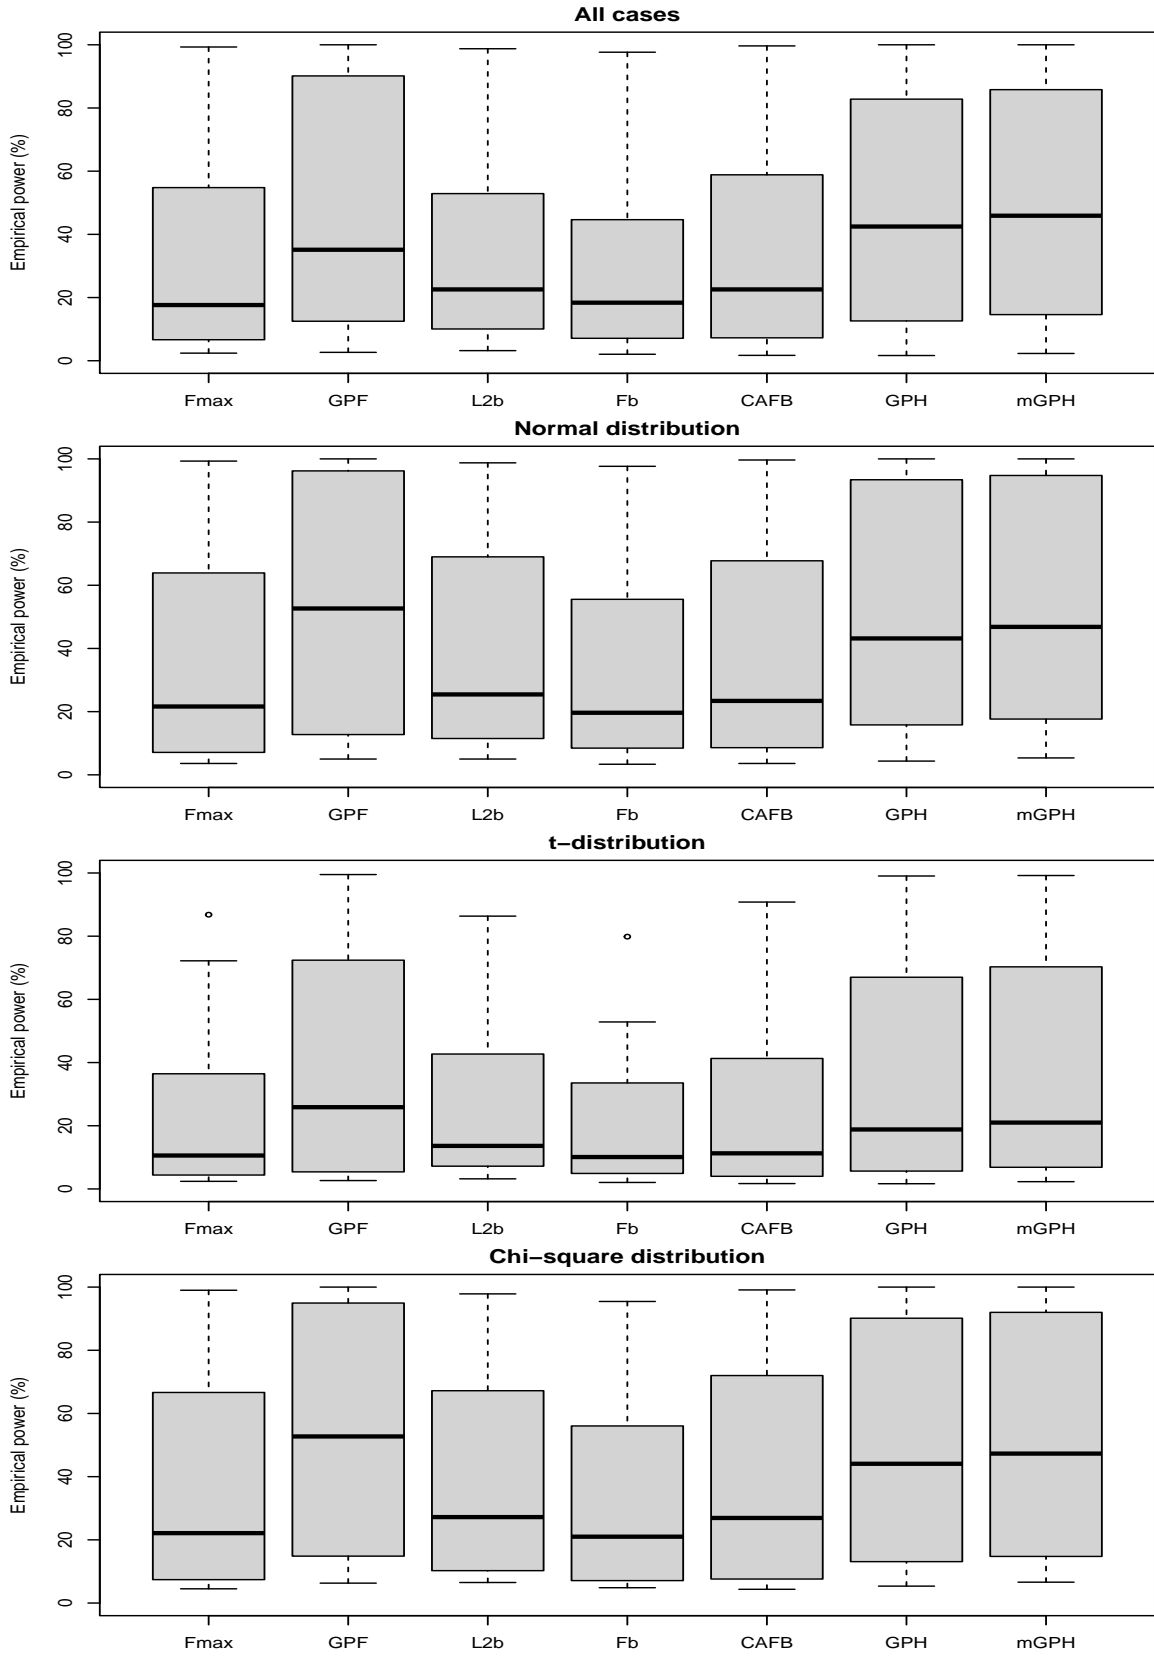 All cases
Empirical power (%)
0 20 40 60 80 100
Fmax GPF L2b Fb CAFB GPH mGPH
Normal distribution
Empirical power (%)
0 20 40 60 80 100
Fmax GPF L2b Fb CAFB GPH mGPH
t−distribution
Empirical power (%)
0 20 40 60 80 100
Fmax GPF L2b Fb CAFB GPH mGPH
Chi−square distribution
Empirical power (%)
0 20 40 60 80 100
Fmax GPF L2b Fb CAFB GPH mGPH